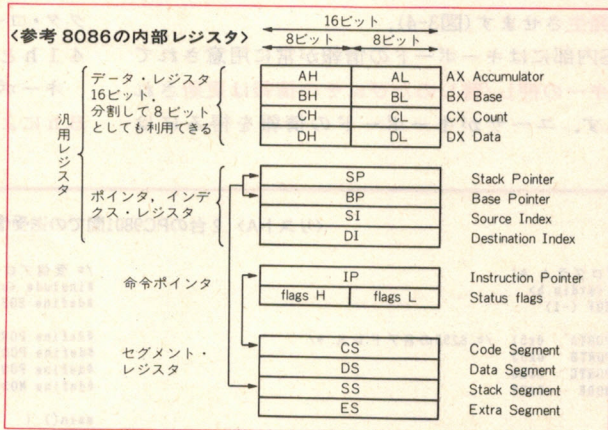 〈参考 8086の内部レジスタ〉
16ビット
8ビット 8ビット
汎用レジスタ
データ・レジスタ
16ビット，
分割して8ビット
としても利用できる
AH AL AX Accumulator
BH BL BX Base
CH CL CX Count
DH DL DX Data
ポインタ，インデ
クス・レジスタ
SP Stack Pointer
BP Base Pointer
SI Source Index
DI Destination Index
命令ポインタ
IP Instruction Pointer
flags H flags L Status flags
セグメント・
レジスタ
CS Code Segment
DS Data Segment
SS Stack Segment
ES Extra Segment